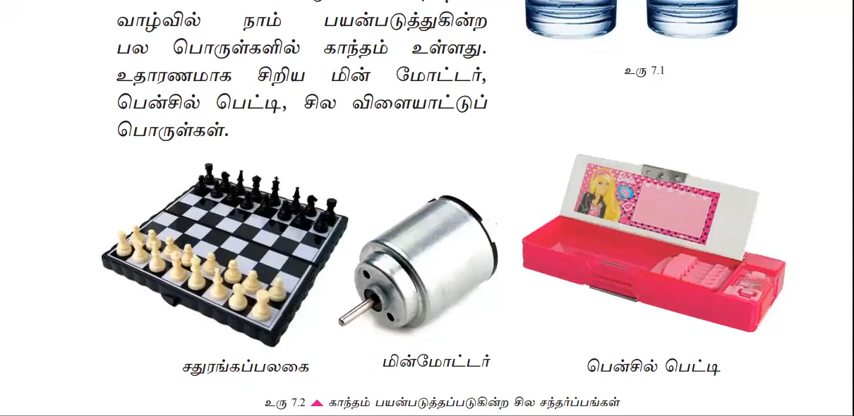 வாழ்வில் நாம் பயன்படுத்துகின்ற
பல பொருள்களில் காந்தம் உள்ளது.
உதாரணமாக சிறிய மின் மோட்டர்,
பென்சில் பெட்டி, சில விளையாட்டுப்
பொருள்கள்.
உரு 7.1
சதுரங்கப்பலகை
மின்மோட்டர்
பென்சில் பெட்டி
உரு 7.2 ▲ காந்தம் பயன்படுத்தப்படுகின்ற சில சந்தர்ப்பங்கள்